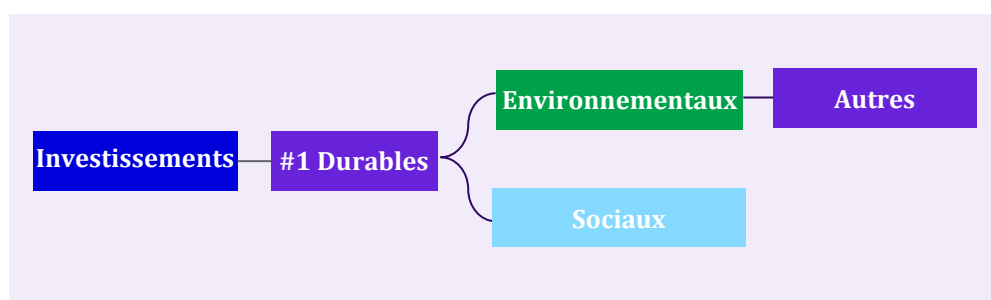 Investissements
#1 Durables
Environnementaux
Autres
Sociaux